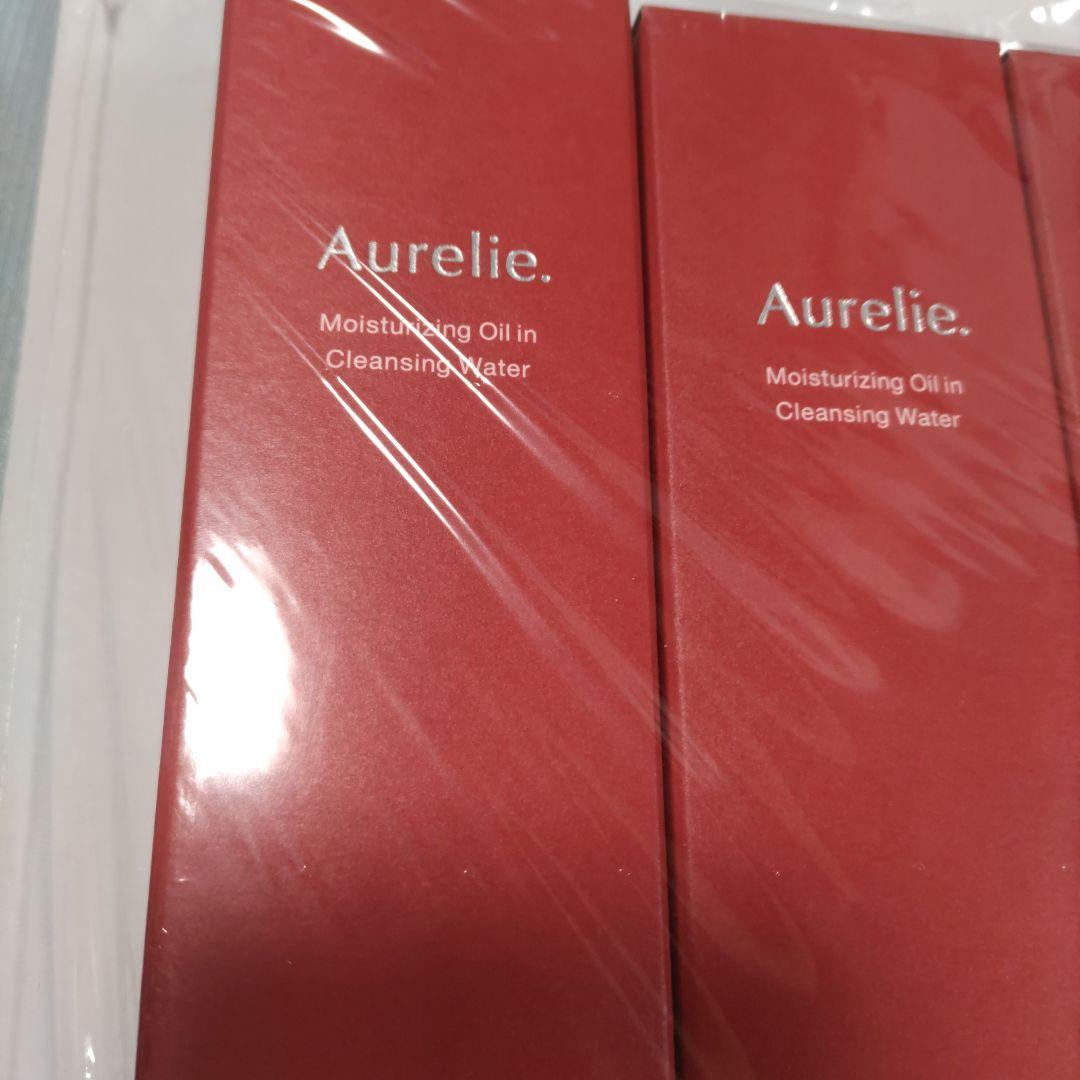 Aurelie.
Moisturizing Oil in
Cleansing Water
Aurelie.
Moisturizing Oil in
Cleansing Water